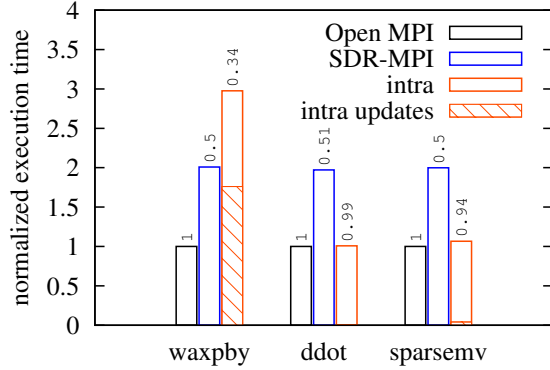 normalized execution time
4
3.5
3
2.5
2
1.5
1
0.5
0
Open MPI
SDR-MPI
intra
intra updates
1
0.5
0.34
1
0.51
0.99
1
0.5
0.94
waxpby
ddot
sparsemv